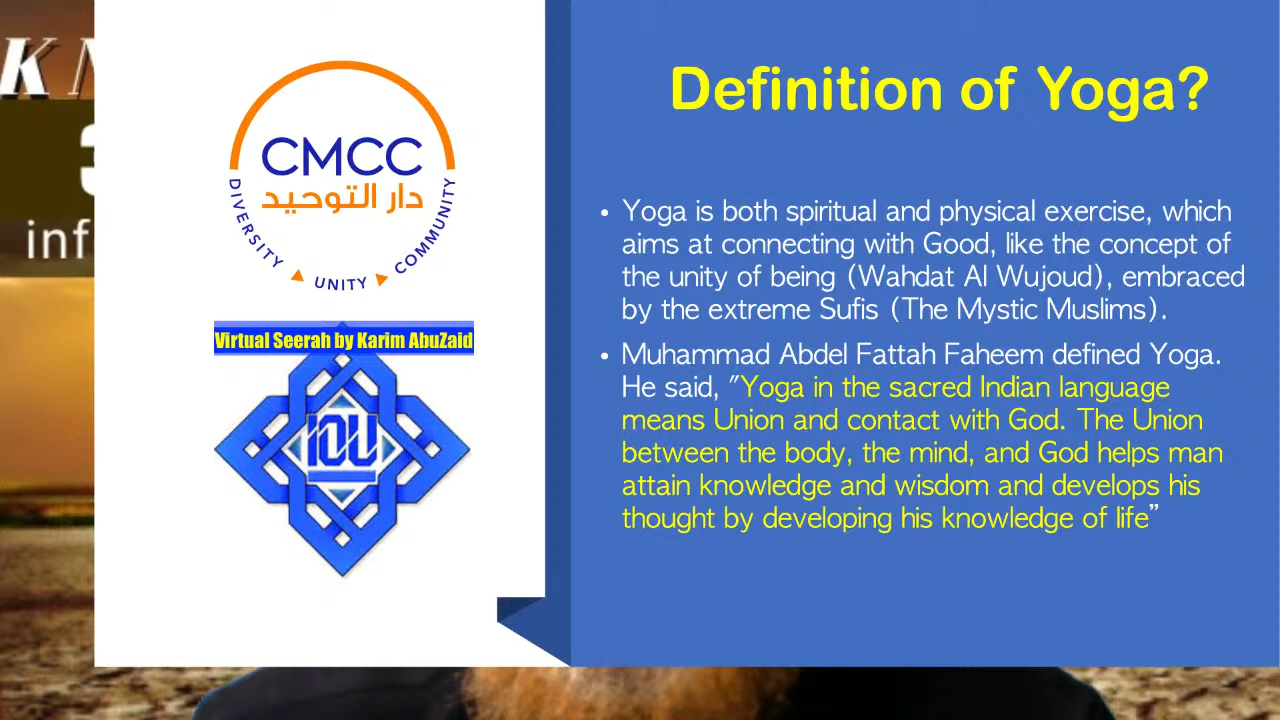 K
inf
CMCC
دار التوحيد
DIVERSITY
UNITY
COMMUNITY
Virtual Seerah by Karim AbuZaid
IOU
Definition of Yoga?
• Yoga is both spiritual and physical exercise, which
aims at connecting with Good, like the concept of
the unity of being (Wahdat Al Wujoud), embraced
by the extreme Sufis (The Mystic Muslims).
• Muhammad Abdel Fattah Faheem defined Yoga.
He said, "Yoga in the sacred Indian language
means Union and contact with God. The Union
between the body, the mind, and God helps man
attain knowledge and wisdom and develops his
thought by developing his knowledge of life”